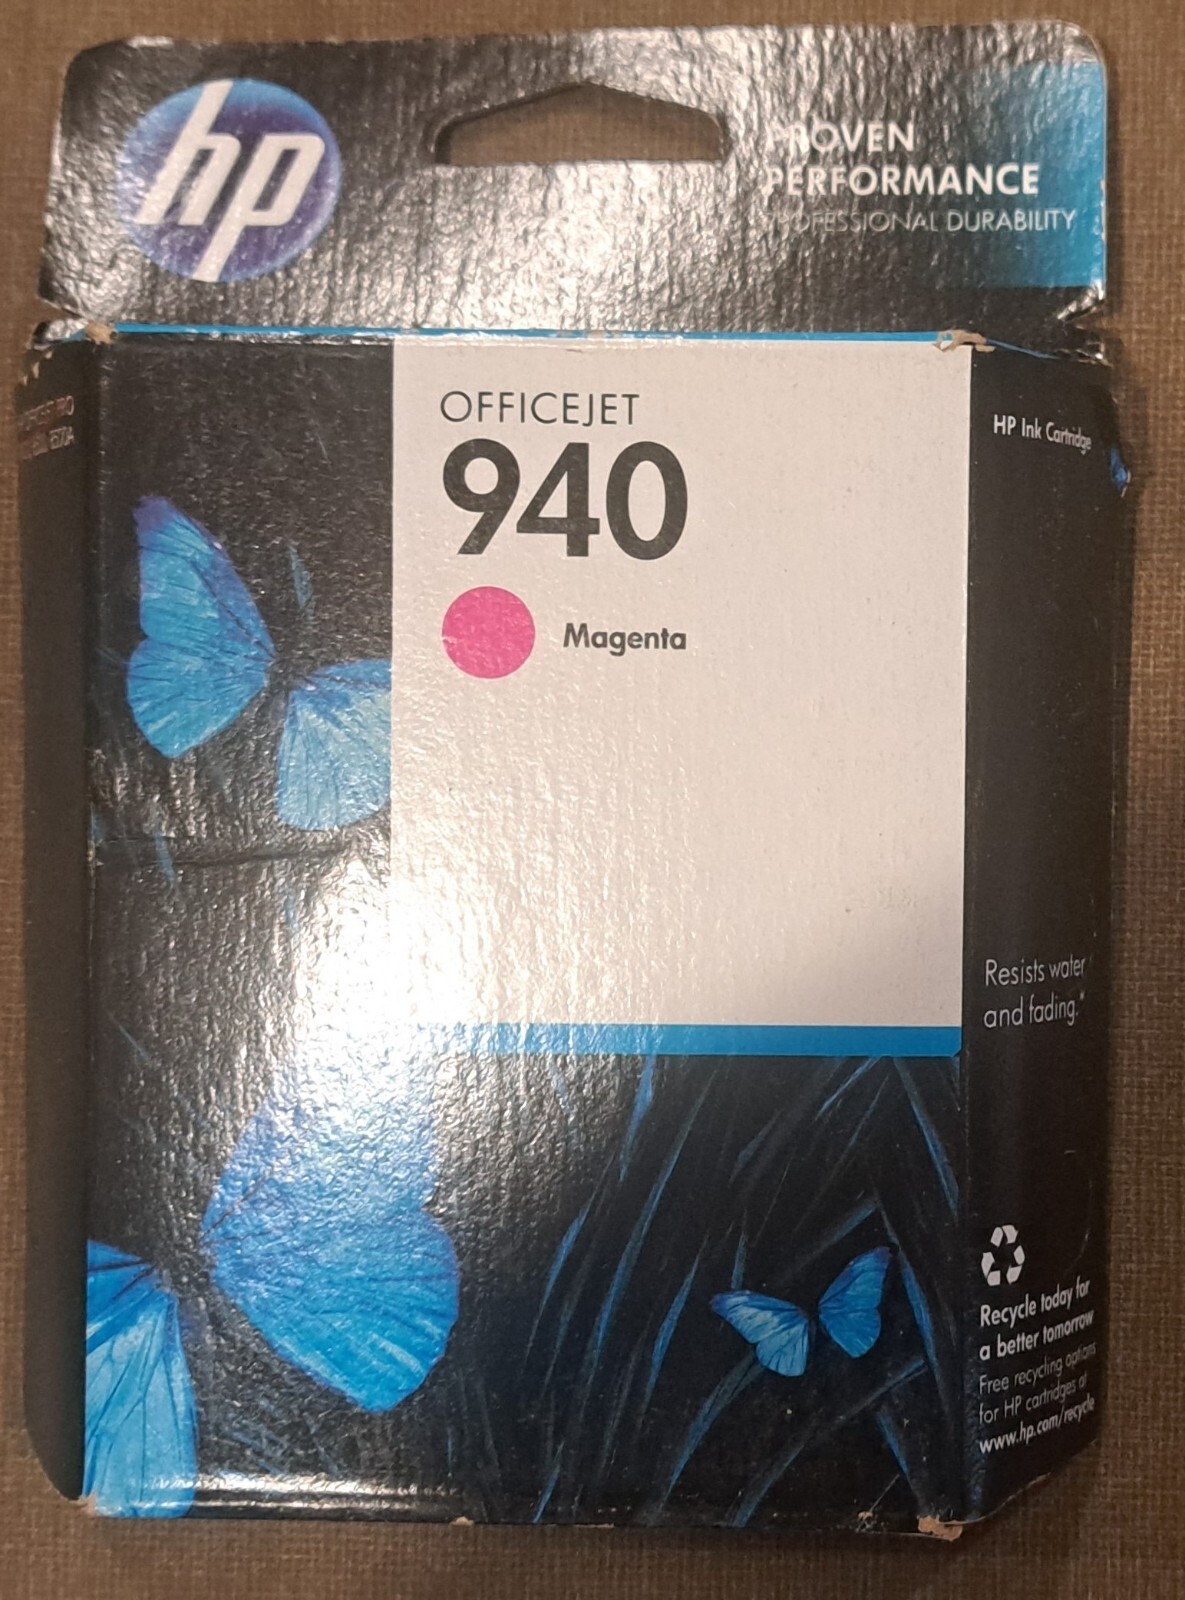 hp
PROVEN
PERFORMANCE
PROFESSIONAL DURABILITY
OFFICEJET
940
Magenta
HP Ink Cartridge
Resists water
and fading.*
Recycle today for
a better tomorrow
Free recycling options
for HP cartridges at
www.hp.com/recycle